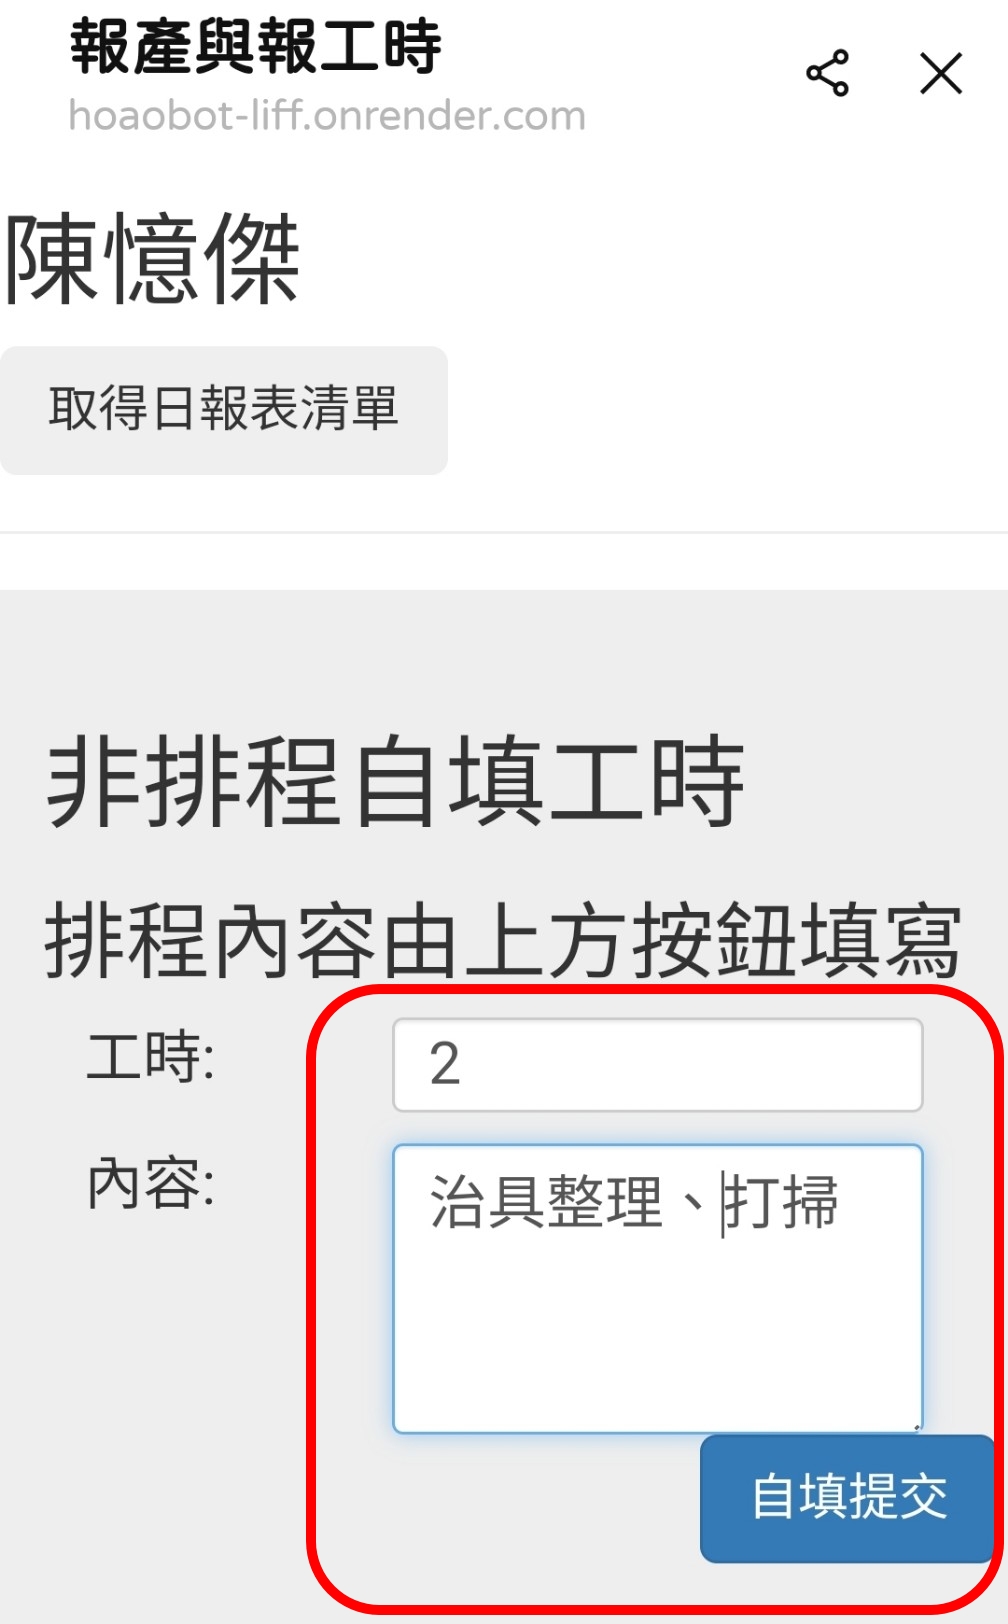 報產與報工時
hoaobot-liff.onrender.com
陳憶傑
取得日報表清單
非排程自填工時
排程內容由上方按鈕填寫
工時: 2
內容: 治具整理、打掃
自填提交